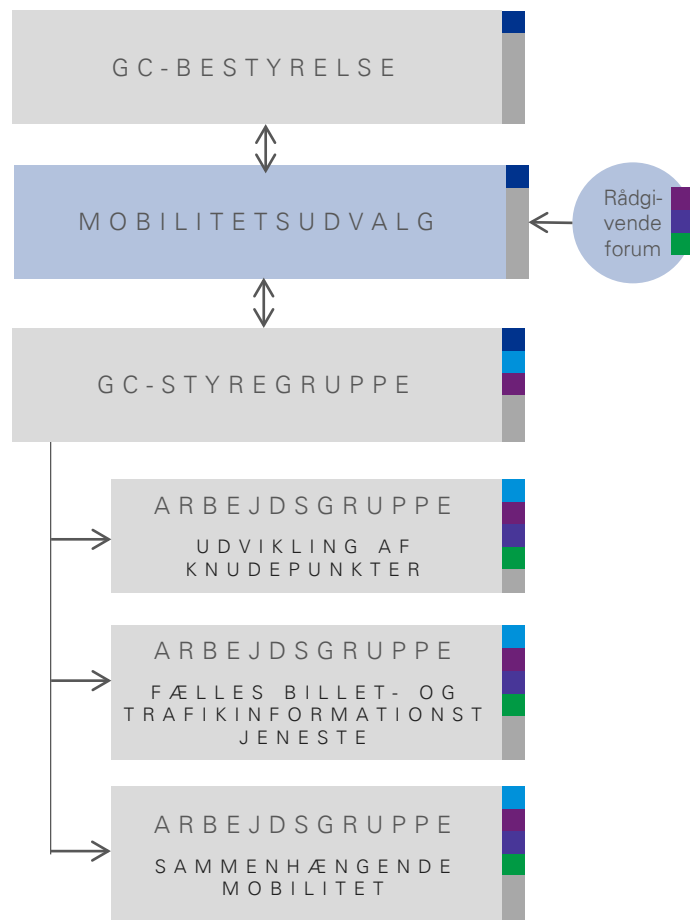 GC-BESTYRELSE
MOBILITETSUDVALG
Rådgi-
vende
forum
GC-STYREGRUPPE
ARBEJDSGRUPPE
UDVIKLING AF
KNUDEPUNKTER
ARBEJDSGRUPPE
FÆLLES BILLET- OG
TRAFIKINFORMATIONST
JENESTE
ARBEJDSGRUPPE
SAMMENHÆNGENDE
MOBILITET